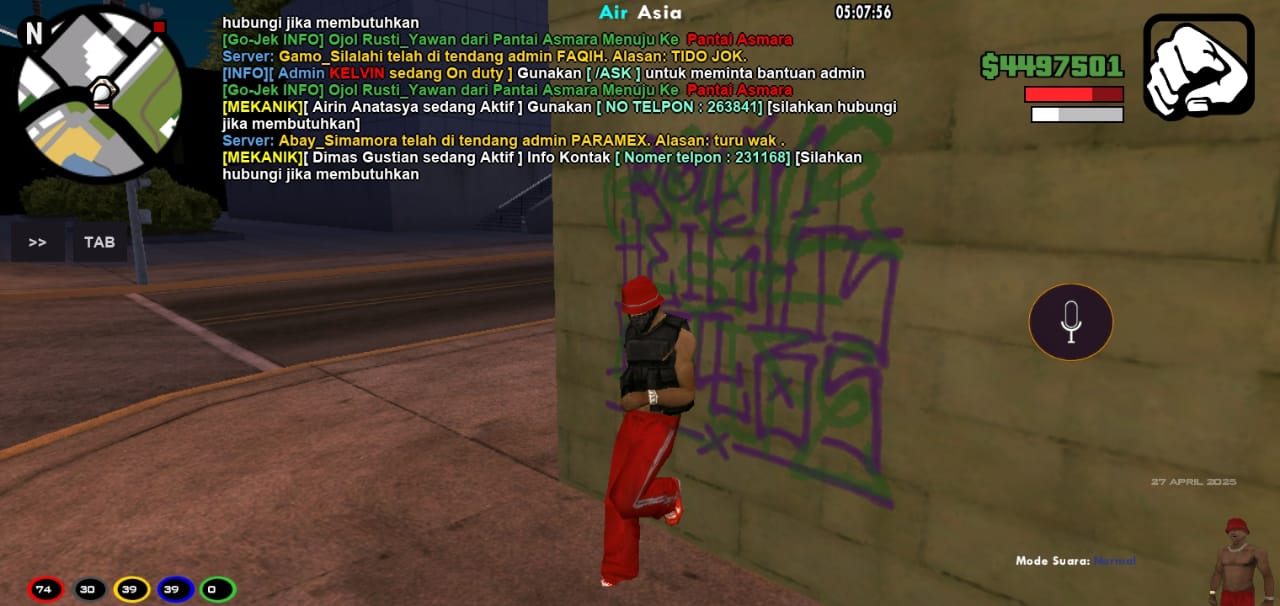 hubungi jika membutuhkan
Air Asia
05:07:56
N
[Go-Jek INFO] Ojol Rusti_Yawan dari Pantai Asmara Menuju Ke Pantai Asmara
Server: Gamo_Silalahi telah di tendang admin FAQIH. Alasan: TIDO JOK.
[INFO][ Admin KELVIN sedang On duty ] Gunakan [ /ASK ] untuk meminta bantuan admin
$4497501
[Go-Jek INFO] Ojol Rusti_Yawan dari Pantai Asmara Menuju Ke Pantai Asmara
[MEKANIK][ Airin Anatasya sedang Aktif ] Gunakan [ NO TELPON : 263841] [silahkan hubungi
jika membutuhkan]
Server: Abay_Simamora telah di tendang admin PARAMEX. Alasan: turu wak .
[MEKANIK][ Dimas Gustian sedang Aktif ] Info Kontak [ Nomer telpon : 231168] [Silahkan
hubungi jika membutuhkan
>> TAB
27 APRIL 2025
Mode Suara: Normal
74 30 39 39 0